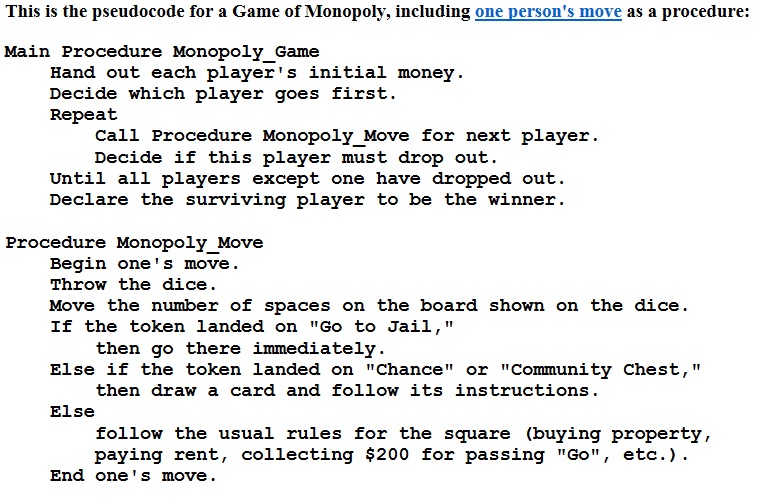 This is the pseudocode for a Game of Monopoly, including one person's move as a procedure:
Main Procedure Monopoly_Game
Hand out each player's initial money.
Decide which player goes first.
Repeat
Call Procedure Monopoly_Move for next player.
Decide if this player must drop out.
Until all players except one have dropped out.
Declare the surviving player to be the winner.
Procedure Monopoly_Move
Begin one's move.
Throw the dice.
Move the number of spaces on the board shown on the dice.
If the token landed on "Go to Jail,"
then go there immediately.
Else if the token landed on "Chance" or "Community Chest,"
then draw a card and follow its instructions.
Else
follow the usual rules for the square (buying property,
paying rent, collecting $200 for passing "Go", etc.).
End one's move.